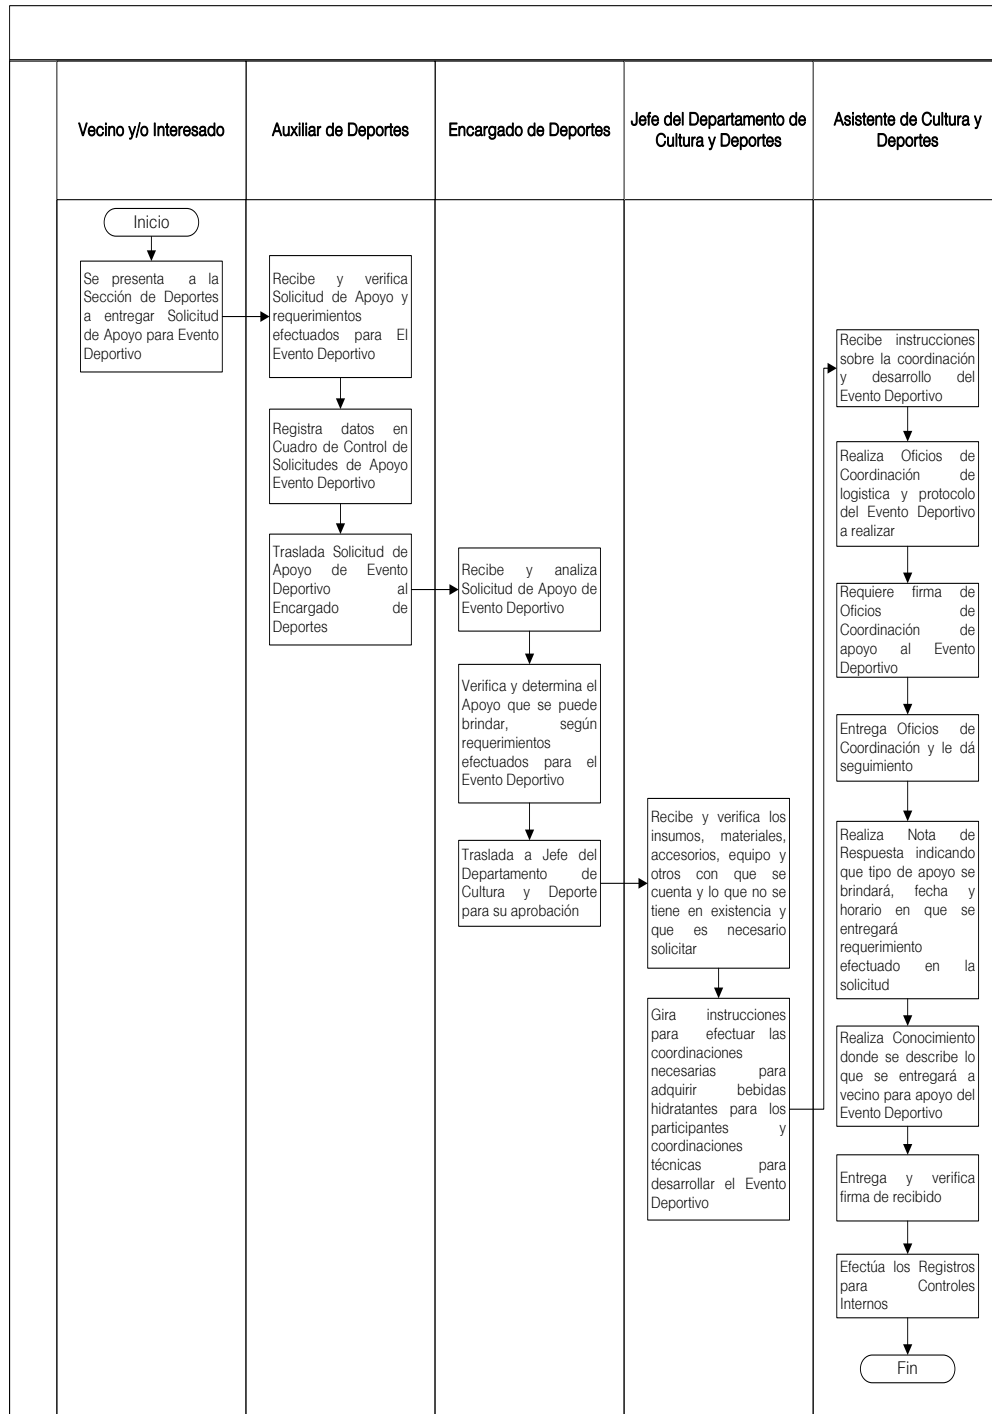 Vecino y/o Interesado
Auxiliar de Deportes
Encargado de Deportes
Jefe del Departamento de
Cultura y Deportes
Asistente de Cultura y
Deportes
Inicio
Se presenta a la
Sección de Deportes
a entregar Solicitud
de Apoyo para Evento
Deportivo
Recibe y verifica
Solicitud de Apoyo y
requerimientos
efectuados para El
Evento Deportivo
Registra datos en
Cuadro de Control de
Solicitudes de Apoyo
Evento Deportivo
Traslada Solicitud de
Apoyo de Evento
Deportivo al
Encargado de
Deportes
Recibe y analiza
Solicitud de Apoyo de
Evento Deportivo
Verifica y determina el
Apoyo que se puede
brindar, según
requerimientos
efectuados para el
Evento Deportivo
Traslada a Jefe del
Departamento de
Cultura y Deporte
para su aprobación
Recibe y verifica los
insumos, materiales,
accesorios, equipo y
otros con que se
cuenta y lo que no se
tiene en existencia y
que es necesario
solicitar
Gira instrucciones
para efectuar las
coordinaciones
necesarias para
adquirir bebidas
hidratantes para los
participantes y
coordinaciones
técnicas para
desarrollar el Evento
Deportivo
Recibe instrucciones
sobre la coordinación
y desarrollo del
Evento Deportivo
Realiza Oficios de
Coordinación de
logistica y protocolo
del Evento Deportivo
a realizar
Requiere firma de
Oficios de
Coordinación de
apoyo al Evento
Deportivo
Entrega Oficios de
Coordinación y le dá
seguimiento
Realiza Nota de
Respuesta indicando
que tipo de apoyo se
brindará, fecha y
horario en que se
entregará
requerimiento
efectuado en la
solicitud
Realiza Conocimiento
donde se describe lo
que se entregará a
vecino para apoyo del
Evento Deportivo
Entrega y verifica
firma de recibido
Efectúa los Registros
para Controles
Internos
Fin